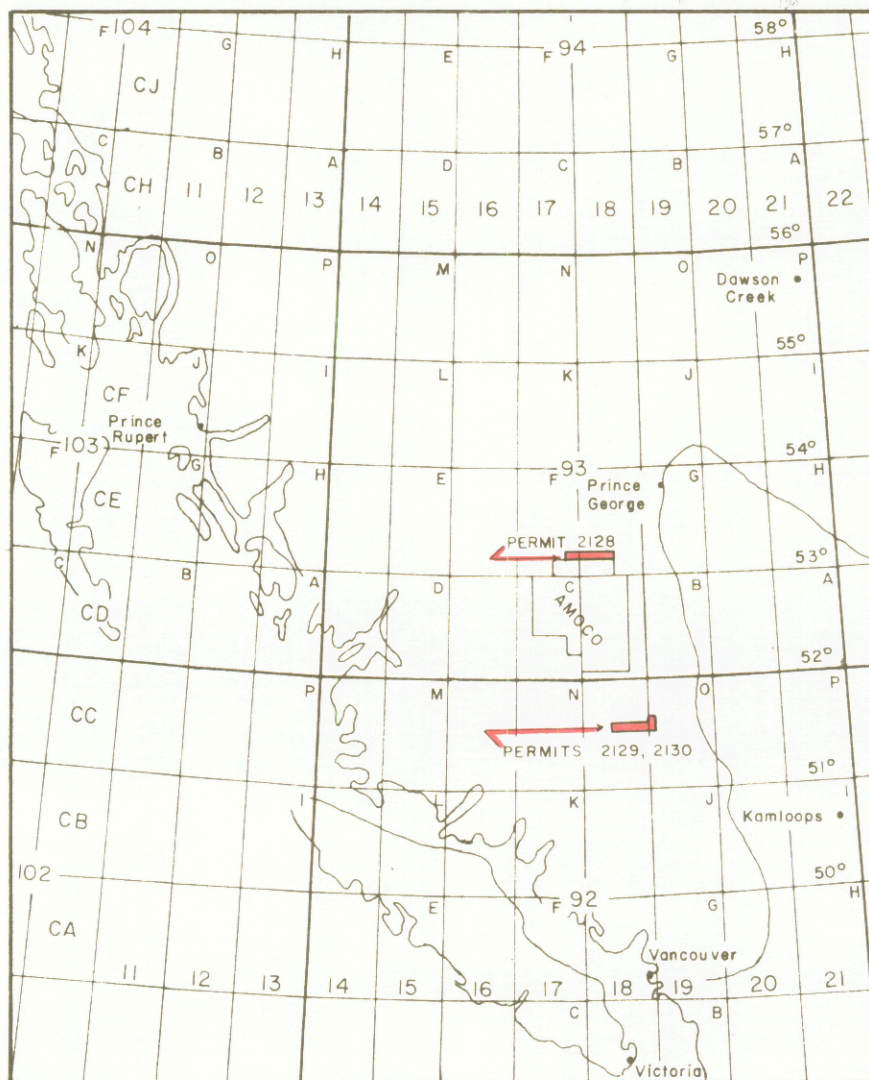 F 104 G H E F 94 G 58° H
CJ
C B A D C B 57° A
CH 11 12 13 14 15 16 17 18 19 20 21 22
56°
N O P M N O P
Dawson
Creek
55°
K J I L K J I
CF
Prince
Rupert
54°
F 103 G H E F 93 G H
Prince
George
CE
PERMIT 2128
53°
C B A D C B A
AMOCO
CD
52°
P M N O P
CC
PERMITS 2129, 2130
51°
I L K J I
Kamloops
CB
50°
102 E F 92 G H
CA
Vancouver
11 12 13 14 15 16 17 18 19 20 21
C B
Victoria